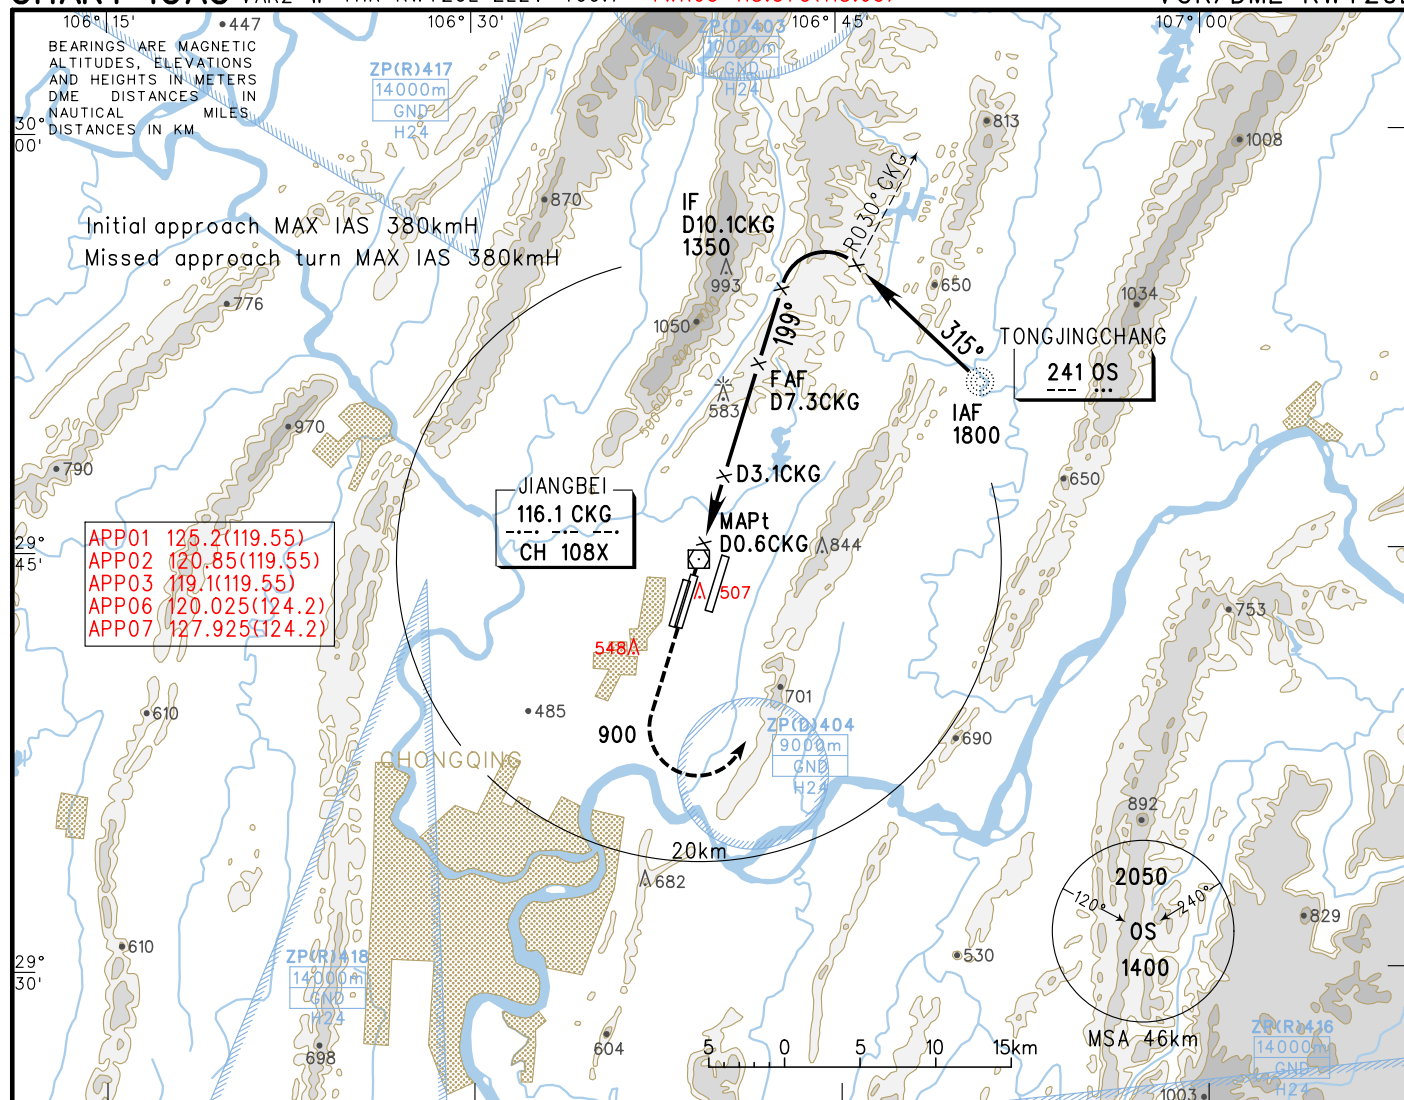 106° 15'
106° 30'
106° 45'
107° 00'
447
BEARINGS ARE MAGNETIC
ALTITUDES, ELEVATIONS
AND HEIGHTS IN METERS
DME DISTANCES IN
NAUTICAL MILES
DISTANCES IN KM
ZP(R)417
14000m
GND
H24
ZP(D)403
10000m
GND
H24
30°
00'
813
1008
870
Initial approach MAX IAS 380kmH
Missed approach turn MAX IAS 380kmH
IF
D10.1CKG
1350
993
R030°CKG
650
1034
776
1050
199°
315°
TONGJINGCHANG
241 OS
IAF
1800
FAF
D7.3CKG
583
500
600
800
970
790
D3.1CKG
650
JIANGBEI
116.1 CKG
CH 108X
MAPt
D0.6CKG
844
29°
45'
APP01 125.2(119.55)
APP02 120.85(119.55)
APP03 119.1(119.55)
APP06 120.025(124.2)
APP07 127.925(124.2)
507
548
753
701
610
485
900
ZP(D)404
9000m
GND
H24
690
CHONGQING
892
20km
682
2050
120°
240°
OS
1400
MSA 46km
829
610
530
29°
30'
ZP(R)418
14000m
GND
H24
698
604
5 0 5 10 15km
ZP(R)416
14000m
GND
H24
1003